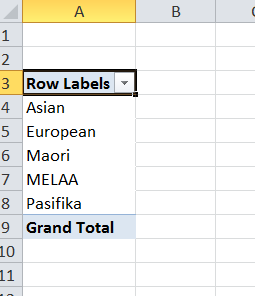 A B C
1
2
3 Row Labels
4 Asian
5 European
6 Maori
7 MELAA
8 Pasifika
9 Grand Total
10
11